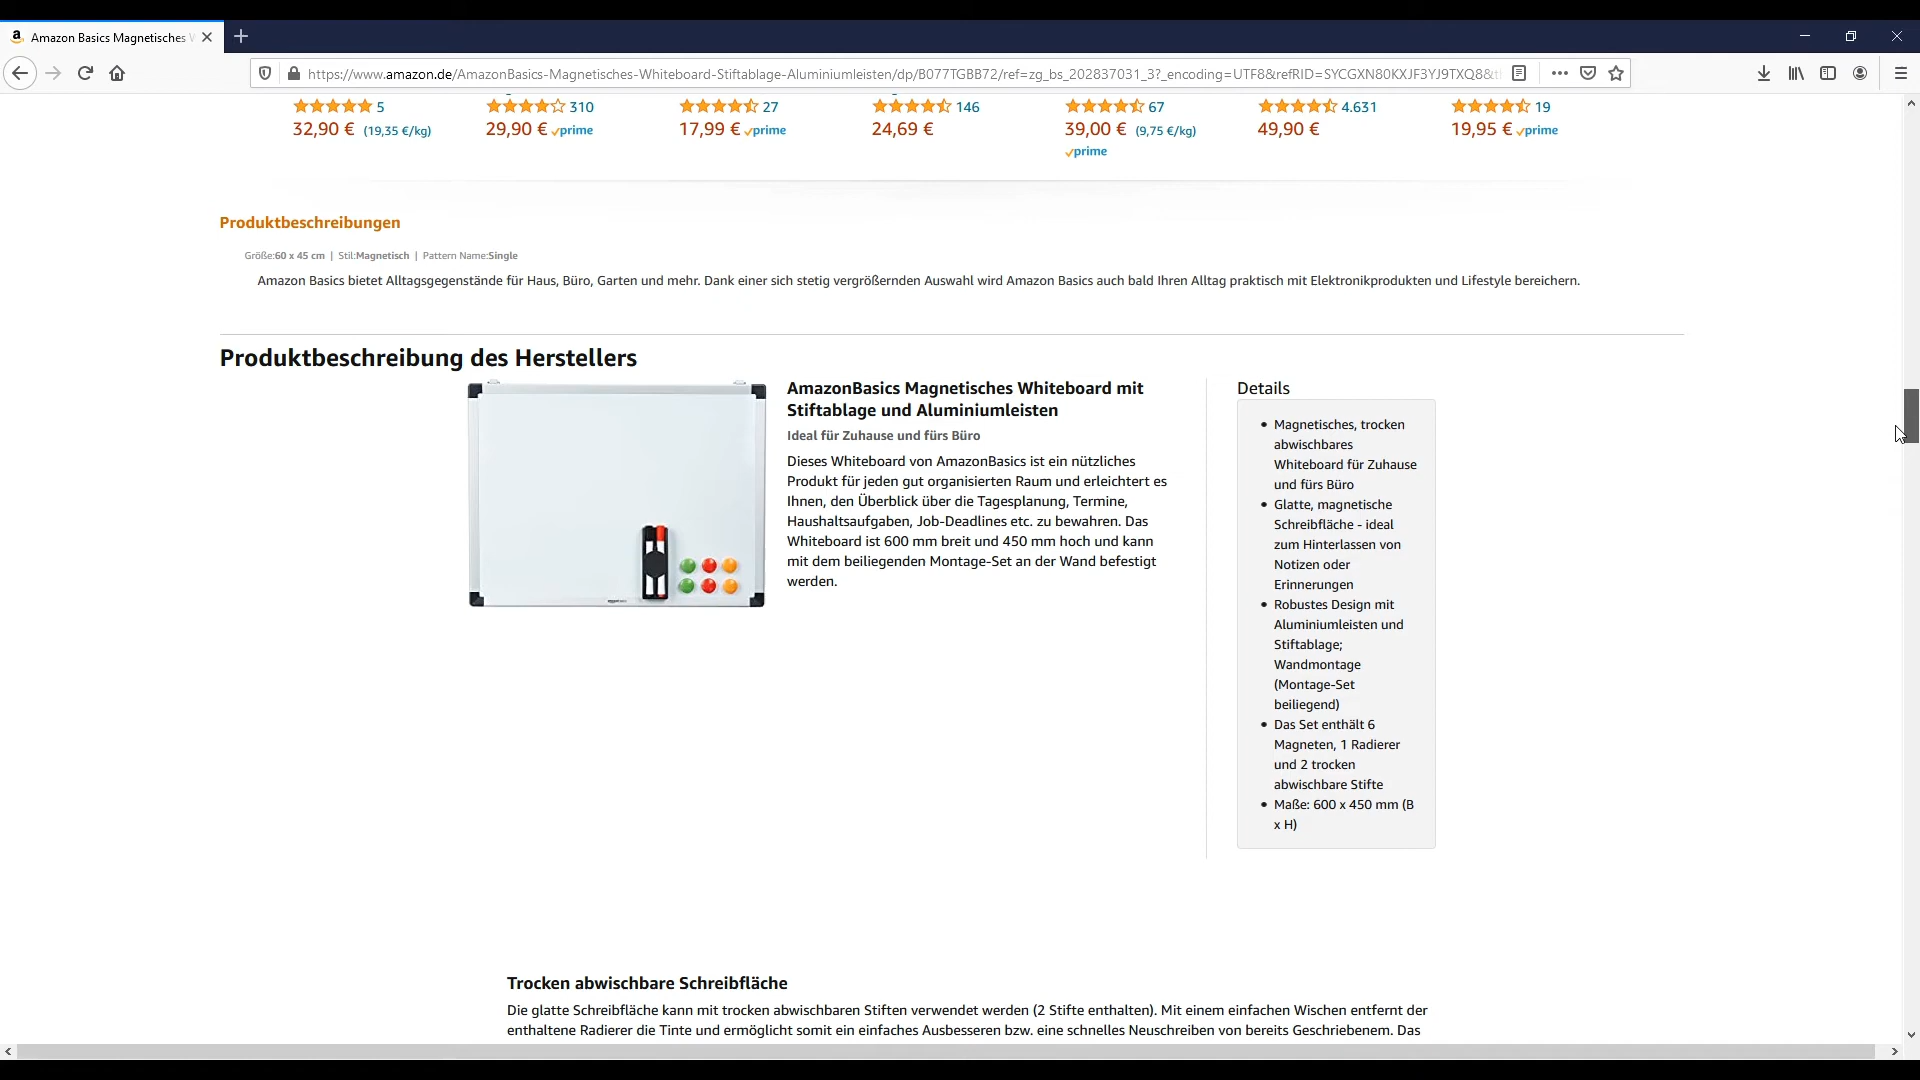 Amazon Basics Magnetisches W
https://www.amazon.de/AmazonBasics-Magnetisches-Whiteboard-Stiftablage-Aluminiumleisten/dp/B077TGBB72/ref=zg_bs_202837031_3?_encoding=UTF8&refRID=SYCGXN80KXJF3YJ9TXQ8&
5 310 27 146 67 4.631 19
32,90 € (19,35 €/kg) 29,90 € prime 17,99 € prime 24,69 € 39,00 € (9,75 €/kg) 49,90 € 19,95 € prime
prime
Produktbeschreibungen
Größe:60 x 45 cm | Stil:Magnetisch | Pattern Name:Single
Amazon Basics bietet Alltagsgegenstände für Haus, Büro, Garten und mehr. Dank einer sich stetig vergrößernden Auswahl wird Amazon Basics auch bald Ihren Alltag praktisch mit Elektronikprodukten und Lifestyle bereichern.
Produktbeschreibung des Herstellers
AmazonBasics Magnetisches Whiteboard mit
Stiftablage und Aluminiumleisten
Ideal für Zuhause und fürs Büro
Dieses Whiteboard von AmazonBasics ist ein nützliches
Produkt für jeden gut organisierten Raum und erleichtert es
Ihnen, den Überblick über die Tagesplanung, Termine,
Haushaltsaufgaben, Job-Deadlines etc. zu bewahren. Das
Whiteboard ist 600 mm breit und 450 mm hoch und kann
mit dem beiliegenden Montage-Set an der Wand befestigt
werden.
Details
• Magnetisches, trocken
abwischbares
Whiteboard für Zuhause
und fürs Büro
• Glatte, magnetische
Schreibfläche - ideal
zum Hinterlassen von
Notizen oder
Erinnerungen
• Robustes Design mit
Aluminiumleisten und
Stiftablage;
Wandmontage
(Montage-Set
beiliegend)
• Das Set enthält 6
Magneten, 1 Radierer
und 2 trocken
abwischbare Stifte
• Maße: 600 x 450 mm (B
x H)
Trocken abwischbare Schreibfläche
Die glatte Schreibfläche kann mit trocken abwischbaren Stiften verwendet werden (2 Stifte enthalten). Mit einem einfachen Wischen entfernt der
enthaltene Radierer die Tinte und ermöglicht somit ein einfaches Ausbesseren bzw. eine schnelles Neuschreiben von bereits Geschriebenem. Das